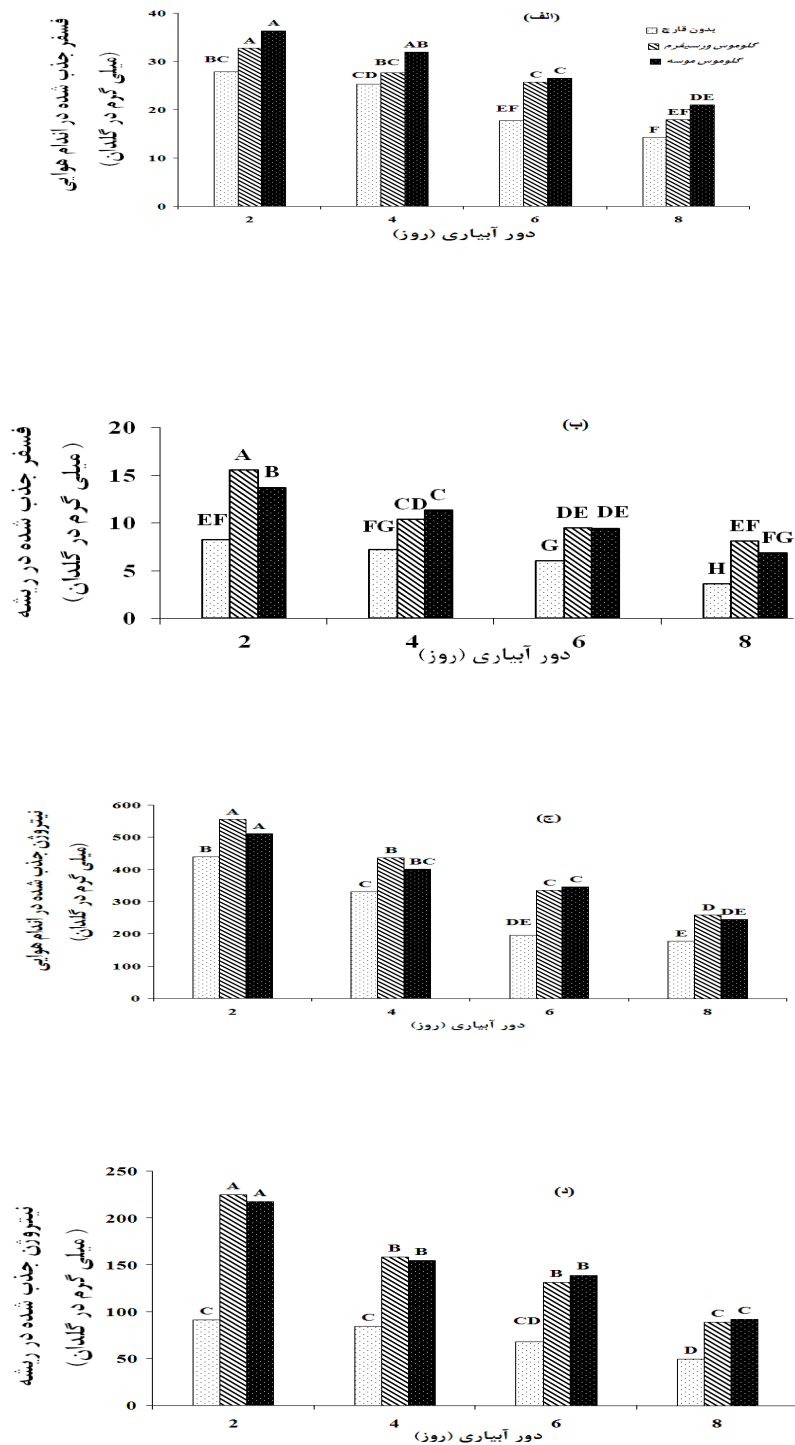 (الف)
بدون قارچ
گلوموس ورسیفرم
گلوموس موسه
فسفر جذب شده در اندام هوایی
(میلی گرم در گلدان)
40
30
20
10
0
BC A A
CD BC AB
EF C C
F EF DE
2 4 6 8
دور آبیاری (روز)
(ب)
فسفر جذب شده در ریشه
(میلی گرم در گلدان)
20
15
10
5
0
EF A B
FG CD C
G DE DE
H EF FG
2 4 6 8
دور آبیاری (روز)
(ج)
نیتروژن جذب شده در اندام هوایی
(میلی گرم در گلدان)
600
500
400
300
200
100
0
B A A
C B BC
DE C C
E D DE
2 4 6 8
دور آبیاری (روز)
(د)
نیتروژن جذب شده در ریشه
(میلی گرم در گلدان)
250
200
150
100
50
0
C A A
C B B
CD B B
D C C
2 4 6 8
دور آبیاری (روز)